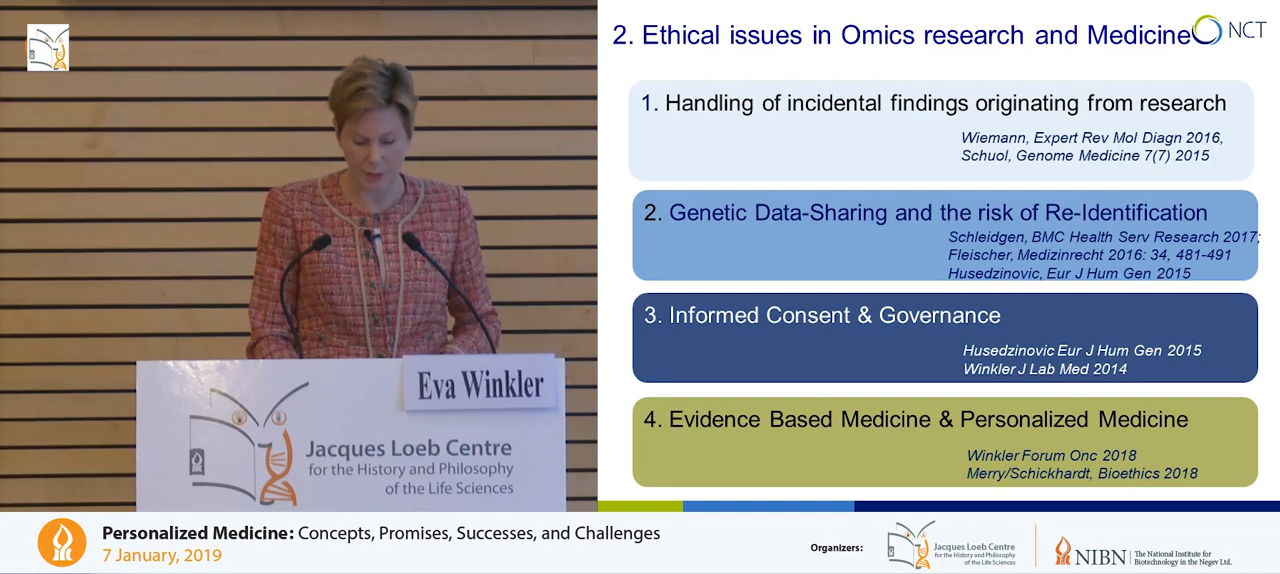 2. Ethical issues in Omics research and Medicine
NCT
1. Handling of incidental findings originating from research
Wiemann, Expert Rev Mol Diagn 2016,
Schuol, Genome Medicine 7(7) 2015
2. Genetic Data-Sharing and the risk of Re-Identification
Schleidgen, BMC Health Serv Research 2017;
Fleischer, Medizinrecht 2016: 34, 481-491
Husedzinovic, Eur J Hum Gen 2015
3. Informed Consent & Governance
Husedzinovic Eur J Hum Gen 2015
Winkler J Lab Med 2014
4. Evidence Based Medicine & Personalized Medicine
Winkler Forum Onc 2018
Merry/Schickhardt, Bioethics 2018
Eva Winkler
Jacques Loeb Centre
for the History and Philosophy
of the Life Sciences
Personalized Medicine: Concepts, Promises, Successes, and Challenges
7 January, 2019
Organizers:
Jacques Loeb Centre
for the History and Philosophy
of the Life Sciences
NIBN
The National Institute for
Biotechnology in the Negev Ltd.